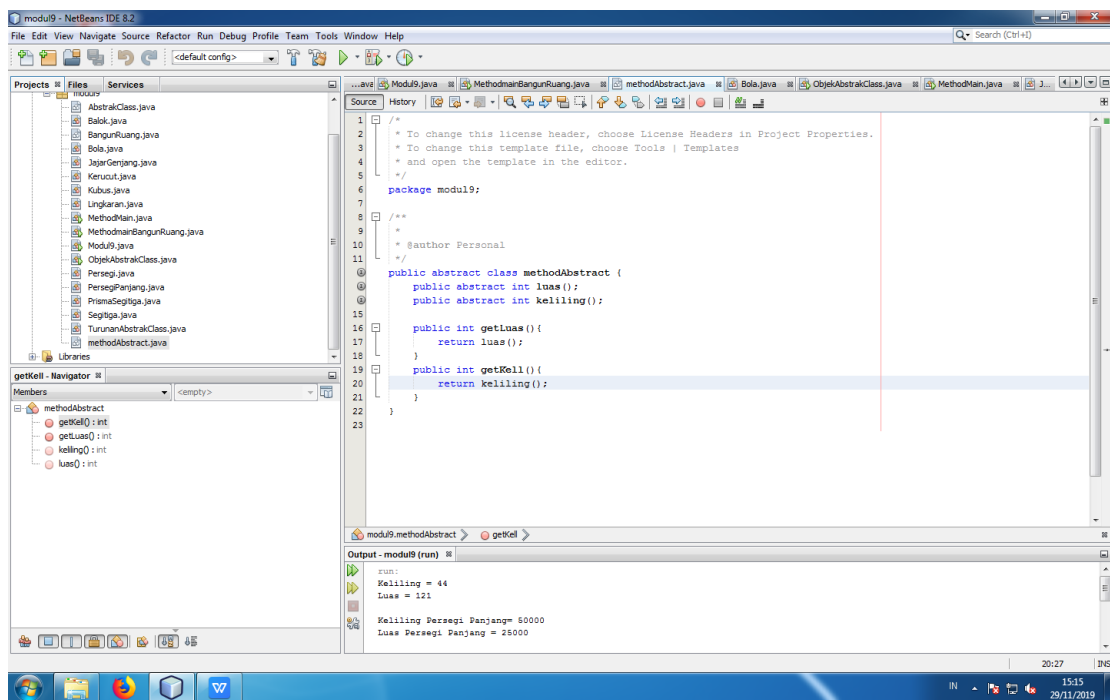 modul9 - NetBeans IDE 8.2
File Edit View Navigate Source Refactor Run Debug Profile Team Tools Window Help
Search (Ctrl+I)
<default config>
Projects Files Services
...ava Modul9.java MethodmainBangunRuang.java methodAbstract.java Bola.java ObjekAbstrakClass.java MethodMain.java J...
Source History
modul9
AbstrakClass.java
Balok.java
BangunRuang.java
Bola.java
JajarGenjang.java
Kerucut.java
Kubus.java
Lingkaran.java
MethodMain.java
MethodmainBangunRuang.java
Modul9.java
ObjekAbstrakClass.java
Persegi.java
PersegiPanjang.java
PrismaSegitiga.java
Segitiga.java
TurunanAbstrakClass.java
methodAbstract.java
Libraries
getKell - Navigator
Members <empty>
methodAbstract
getKell() : int
getLuas() : int
keliling() : int
luas() : int
1 /*
2 * To change this license header, choose License Headers in Project Properties.
3 * To change this template file, choose Tools | Templates
4 * and open the template in the editor.
5 */
6 package modul9;
7
8 /**
9 *
10 * @author Personal
11 */
public abstract class methodAbstract {
public abstract int luas();
public abstract int keliling();
15
16 public int getLuas(){
17 return luas();
18 }
19 public int getKell(){
20 return keliling();
21 }
22 }
23
modul9.methodAbstract getKell
Output - modul9 (run)
run:
Keliling = 44
Luas = 121
Keliling Persegi Panjang= 50000
Luas Persegi Panjang = 25000
20:27 INS
IN 15:15
29/11/2019